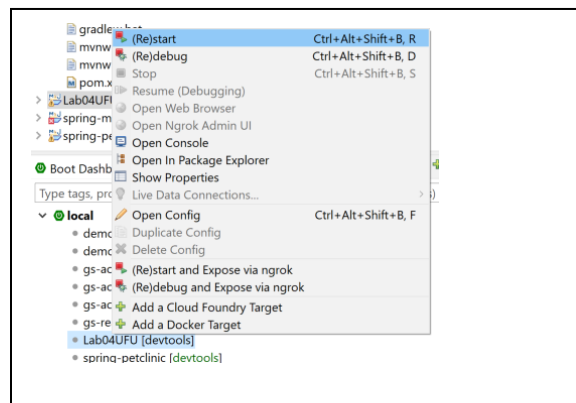 gradlew.bat
mvnw
mvnw
pom.x
Lab04UFU
spring-m
spring-pe
Boot Dashb
Type tags, pro
local
demo
demo
gs-ac
gs-ac
gs-ac
gs-re
Lab04UFU [devtools]
spring-petclinic [devtools]
(Re)start Ctrl+Alt+Shift+B, R
(Re)debug Ctrl+Alt+Shift+B, D
Stop Ctrl+Alt+Shift+B, S
Resume (Debugging)
Open Web Browser
Open Ngrok Admin UI
Open Console
Open In Package Explorer
Show Properties
Live Data Connections...
Open Config Ctrl+Alt+Shift+B, F
Duplicate Config
Delete Config
(Re)start and Expose via ngrok
(Re)debug and Expose via ngrok
Add a Cloud Foundry Target
Add a Docker Target